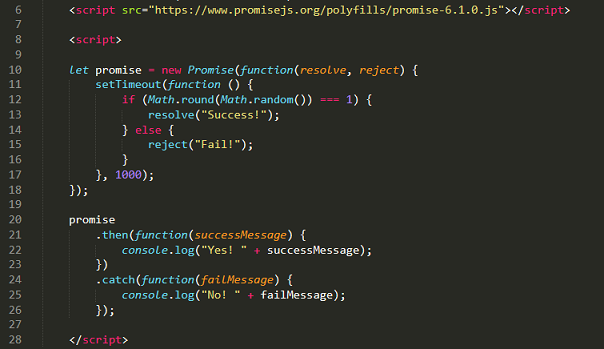 6 <script src="https://www.promisejs.org/polyfills/promise-6.1.0.js"></script>
7
8 <script>
9
10 let promise = new Promise(function(resolve, reject) {
11     setTimeout(function () {
12         if (Math.round(Math.random()) === 1) {
13             resolve("Success!");
14         } else {
15             reject("Fail!");
16         }
17     }, 1000);
18 });
19
20 promise
21     .then(function(successMessage) {
22         console.log("Yes! " + successMessage);
23     })
24     .catch(function(failMessage) {
25         console.log("No! " + failMessage);
26     });
27
28 </script>